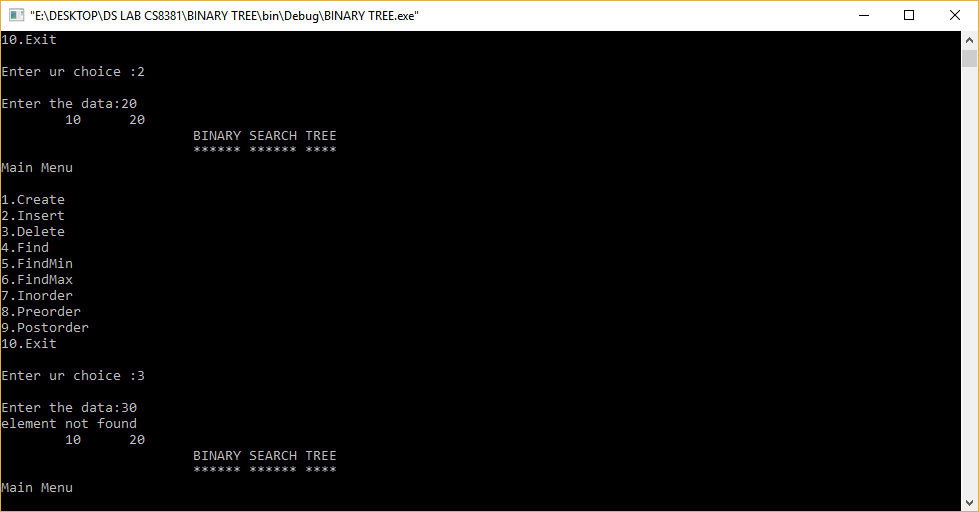 "E:\DESKTOP\DS LAB CS8381\BINARY TREE\bin\Debug\BINARY TREE.exe"
10.Exit
Enter ur choice :2
Enter the data:20
10 20
BINARY SEARCH TREE
****** ****** ****
Main Menu
1.Create
2.Insert
3.Delete
4.Find
5.FindMin
6.FindMax
7.Inorder
8.Preorder
9.Postorder
10.Exit
Enter ur choice :3
Enter the data:30
element not found
10 20
BINARY SEARCH TREE
****** ****** ****
Main Menu